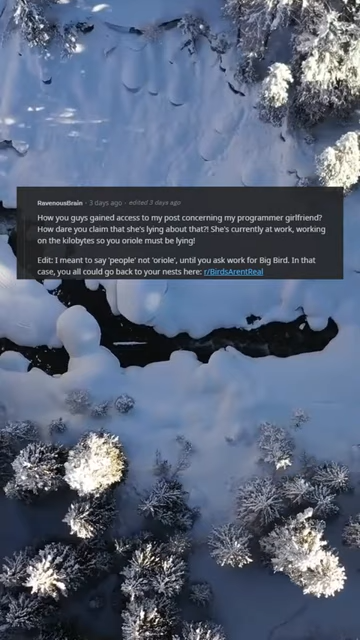 RavenousBrain · 3 days ago · edited 3 days ago
How you guys gained access to my post concerning my programmer girlfriend?
How dare you claim that she's lying about that?! She's currently at work, working
on the kilobytes so you oriole must be lying!
Edit: I meant to say 'people' not 'oriole', until you ask work for Big Bird. In that
case, you all could go back to your nests here: r/BirdsArentReal